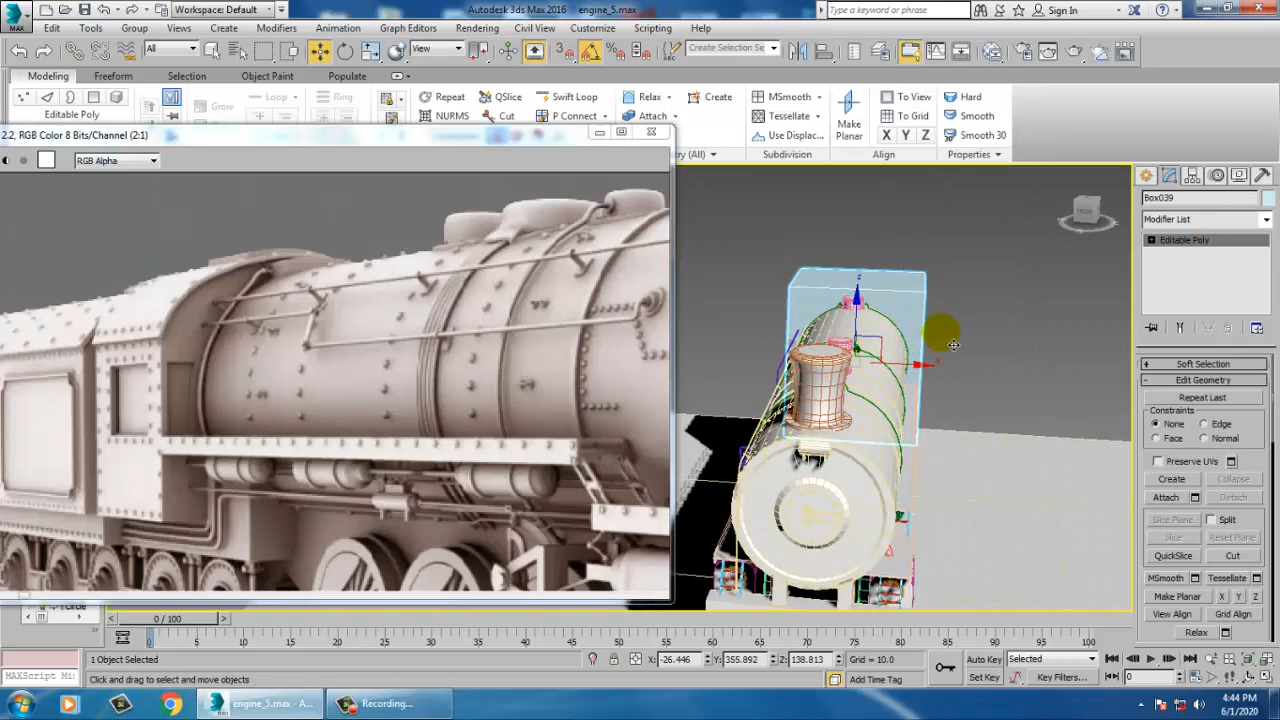 MAX
Workspace: Default
Autodesk 3ds Max 2016   engine_5.max
Type a keyword or phrase
Sign In
Edit Tools Group Views Create Modifiers Animation Graph Editors Rendering Civil View Customize Scripting Help
All
View
Create Selection Se
Modeling Freeform Selection Object Paint Populate
Grow Loop Ring Repeat QSlice Swift Loop Relax Create MSmooth To View Hard
Editable Poly NURMS Cut P Connect Attach Tessellate Make Planar To Grid Smooth
Use Displac... X Y Z Smooth 30
try (All) Subdivision Align Properties
2.2, RGB Color 8 Bits/Channel (2:1)
RGB Alpha
Box039
Modifier List
Editable Poly
Soft Selection
Edit Geometry
Repeat Last
Constraints
None Edge
Face Normal
Preserve UVs
Create Collapse
Attach Detach
Slice Plane Split
Slice Reset Plane
QuickSlice Cut
MSmooth Tessellate
Make Planar X Y Z
View Align Grid Align
Relax
Circle
0 / 100
0 5 10 15 20 25 30 35 40 45 50 55 60 65 70 75 80 85 90 95 100
1 Object Selected
X: -26.446 Y: 355.892 Z: 138.813 Grid = 10.0
Auto Key Selected
MAXScript Mi
Click and drag to select and move objects
Add Time Tag
Set Key Key Filters... 0
engine_5.max - A...
Recording...
4:44 PM
6/1/2020